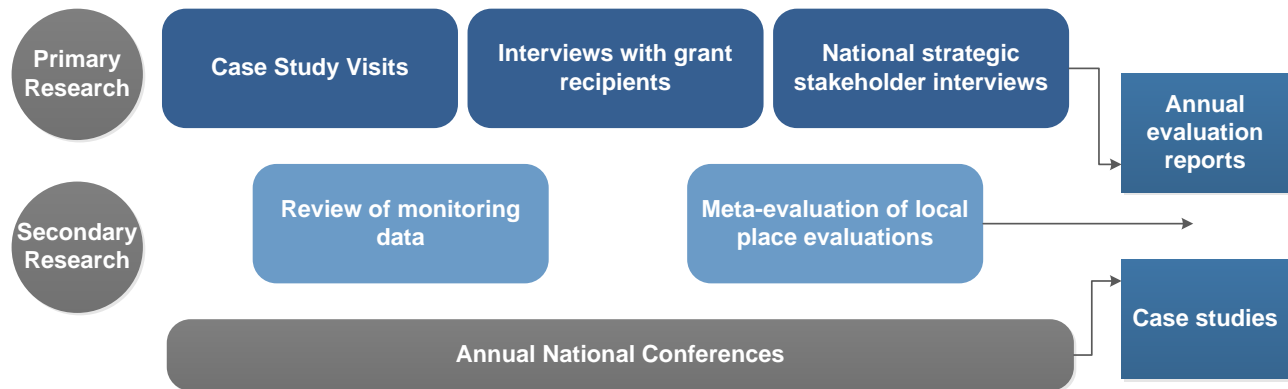 Primary
Research
Case Study Visits
Interviews with grant
recipients
National strategic
stakeholder interviews
Annual
evaluation
reports
Secondary
Research
Review of monitoring
data
Meta-evaluation of local
place evaluations
Case studies
Annual National Conferences